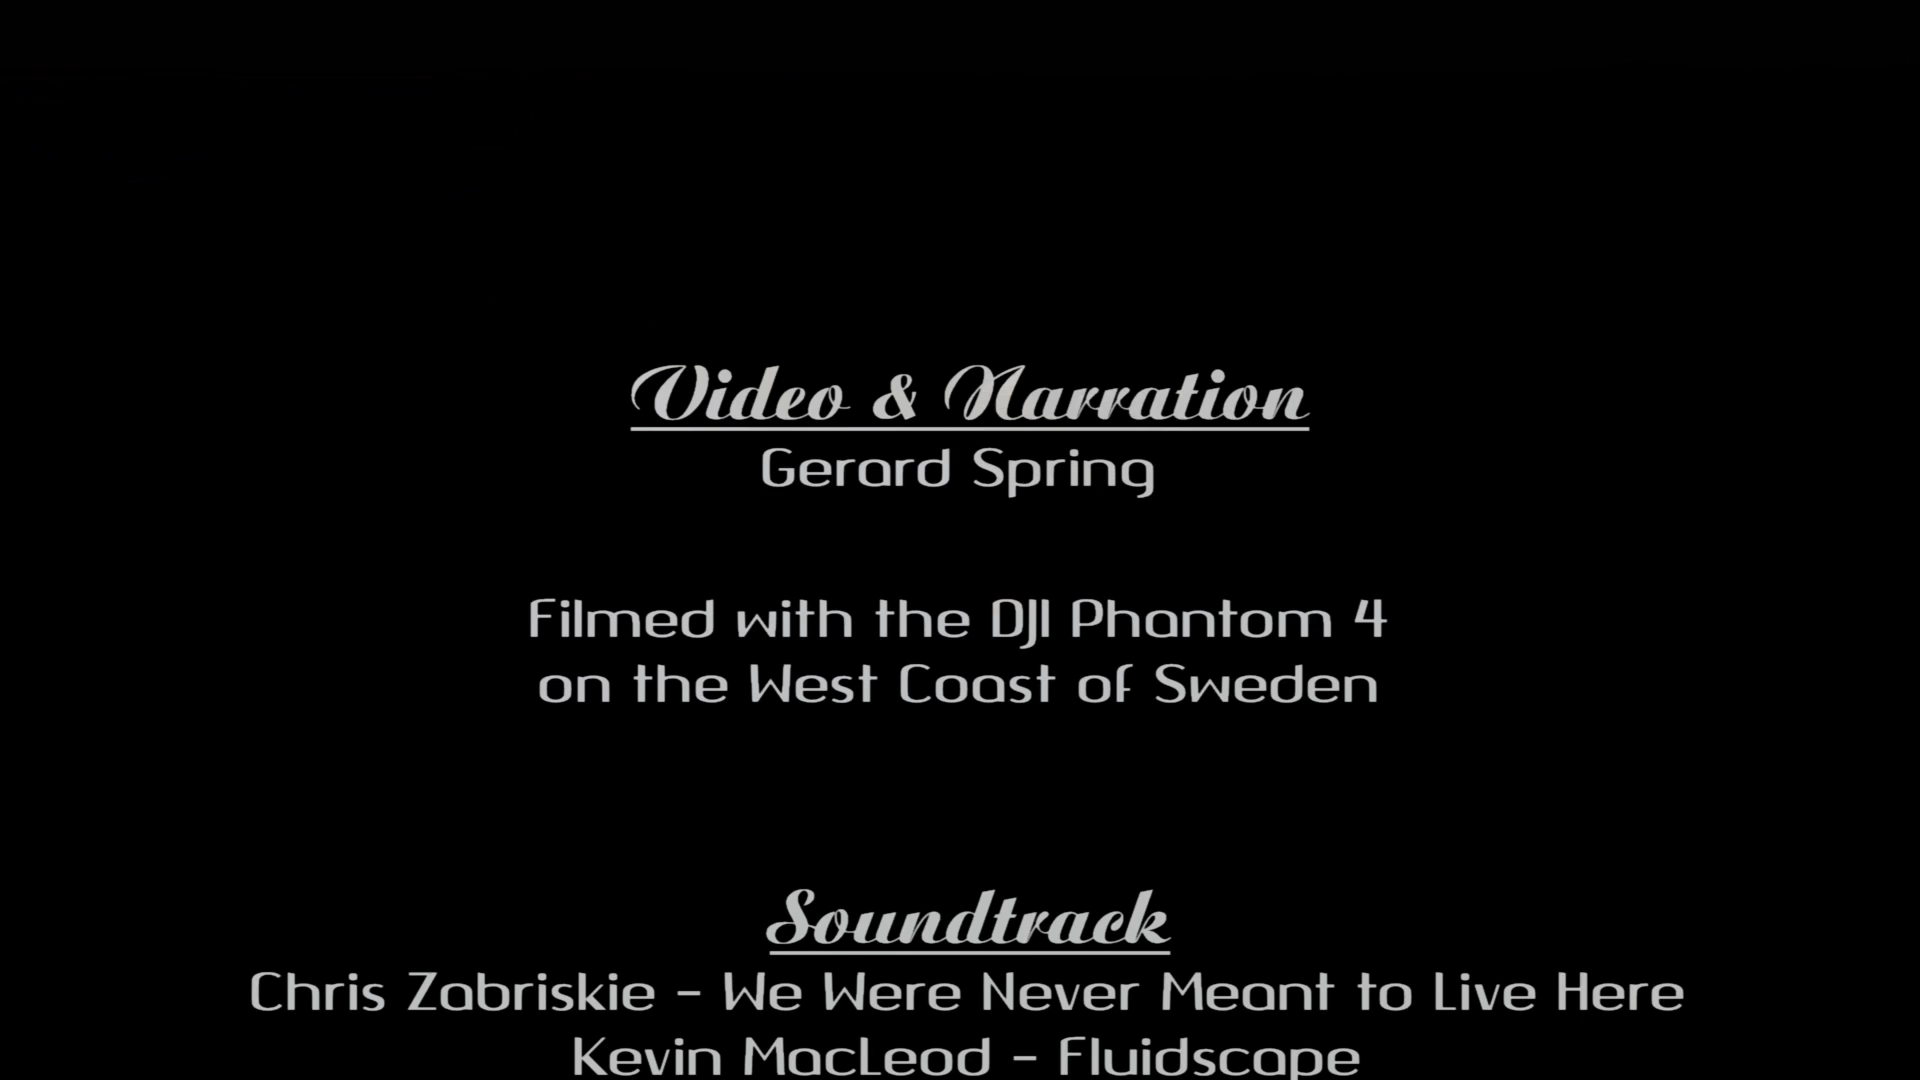 Video & Narration
Gerard Spring
Filmed with the DJI Phantom 4
on the West Coast of Sweden
Soundtrack
Chris Zabriskie - We Were Never Meant to Live Here
Kevin MacLeod - Fluidscape